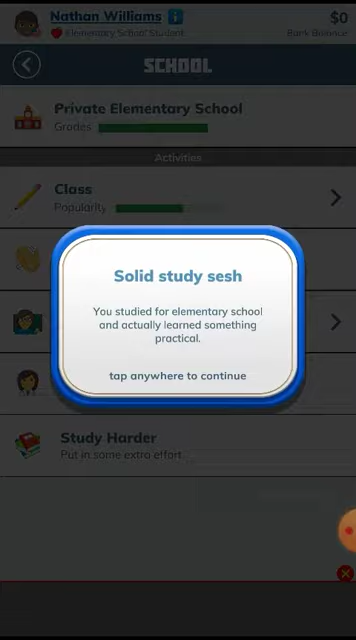 Nathan Williams
$0
Elementary School Student
Bank Balance
SCHOOL
Private Elementary School
Grades
Activities
Class
Popularity
Solid study sesh
You studied for elementary school
and actually learned something
practical.
tap anywhere to continue
Study Harder
Put in some extra effort